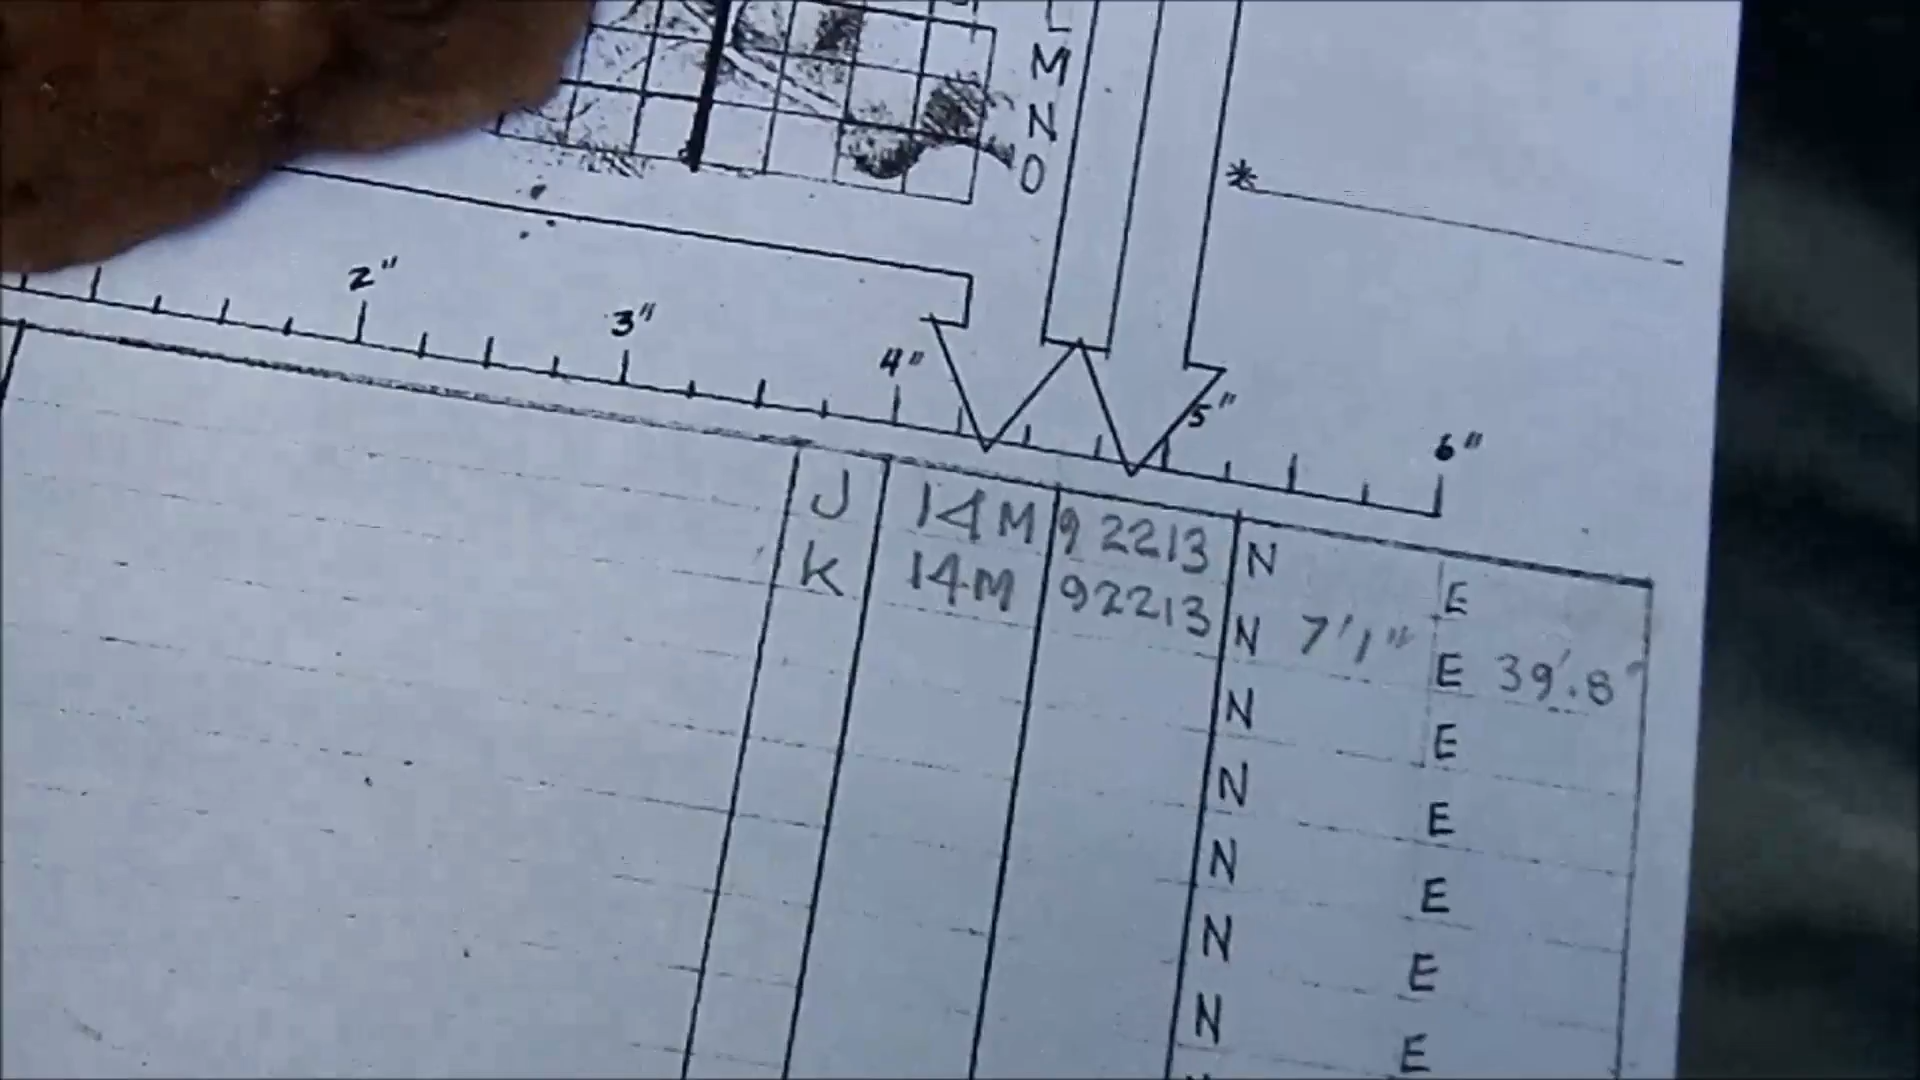 L
M
N
O
*
2"
3"
4"
5"
6"
J 14M 92213 N E
K 14M 92213 N 7'1" E 39'.8"
N E
N E
N E
N E
N E